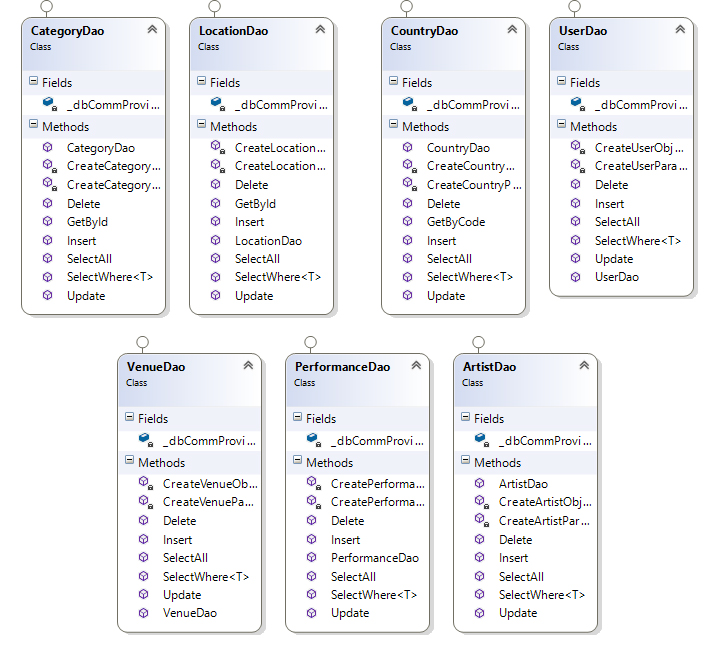 CategoryDao
Class
Fields
_dbCommProvi...
Methods
CategoryDao
CreateCategory...
CreateCategory...
Delete
GetById
Insert
SelectAll
SelectWhere<T>
Update
LocationDao
Class
Fields
_dbCommProvi...
Methods
CreateLocation...
CreateLocation...
Delete
GetById
Insert
LocationDao
SelectAll
SelectWhere<T>
Update
CountryDao
Class
Fields
_dbCommProvi...
Methods
CountryDao
CreateCountry...
CreateCountryP...
Delete
GetByCode
Insert
SelectAll
SelectWhere<T>
Update
UserDao
Class
Fields
_dbCommProvi...
Methods
CreateUserObj...
CreateUserPara...
Delete
Insert
SelectAll
SelectWhere<T>
Update
UserDao
VenueDao
Class
Fields
_dbCommProvi...
Methods
CreateVenueOb...
CreateVenuePa...
Delete
Insert
SelectAll
SelectWhere<T>
Update
VenueDao
PerformanceDao
Class
Fields
_dbCommProvi...
Methods
CreatePerforma...
CreatePerforma...
Delete
Insert
PerformanceDao
SelectAll
SelectWhere<T>
Update
ArtistDao
Class
Fields
_dbCommProvi...
Methods
ArtistDao
CreateArtistObj...
CreateArtistPar...
Delete
Insert
SelectAll
SelectWhere<T>
Update